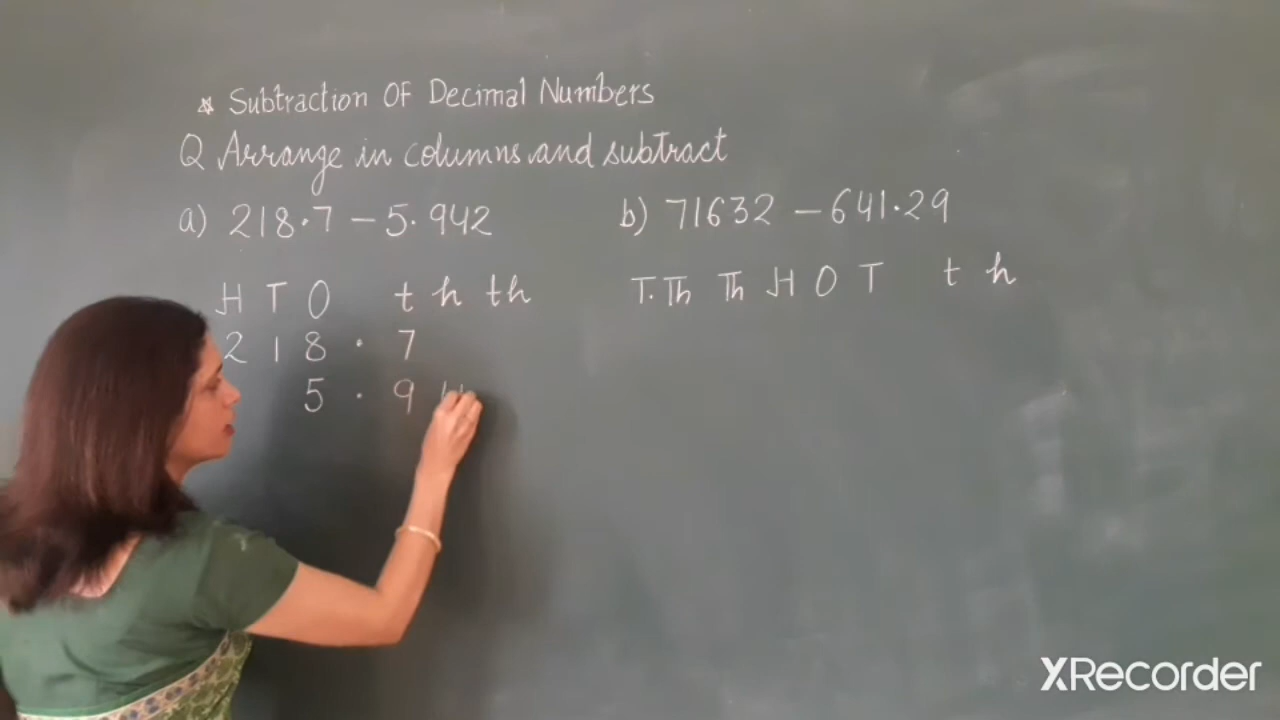 * Subtraction OF Decimal Numbers
Q Arrange in columns and subtract
a) 218.7 – 5.942
b) 71632 – 641.29
H T O t h th
T.Th Th H O T t h
2 1 8 . 7
5 . 9
XRecorder